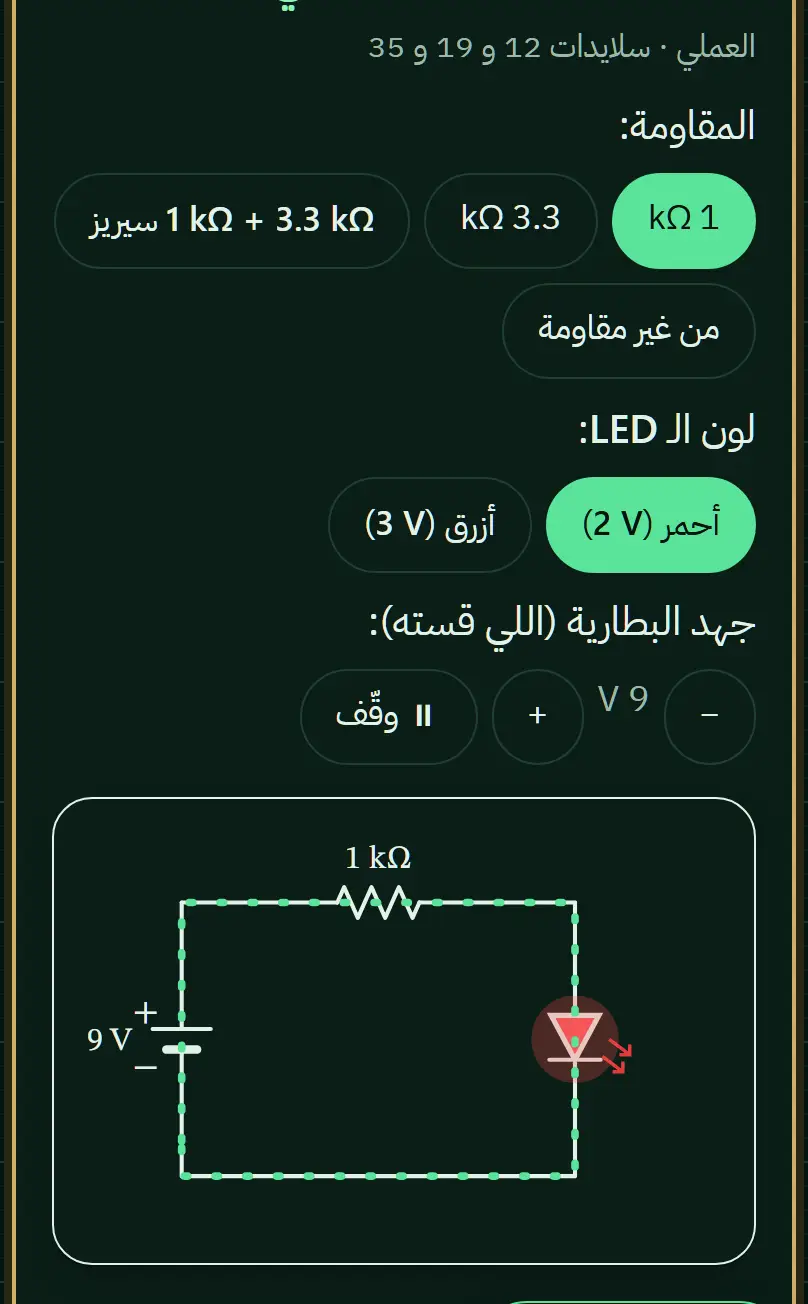 العملي · سلايدات 12 و 19 و 35
المقاومة:
1 kΩ
3.3 kΩ
1 kΩ + 3.3 kΩ سيريز
من غير مقاومة
لون الـ LED:
أحمر (2 V)
أزرق (3 V)
جهد البطارية (اللي قسته):
−
9 V
+
⏸ وقّف
1 kΩ
+
9 V
−